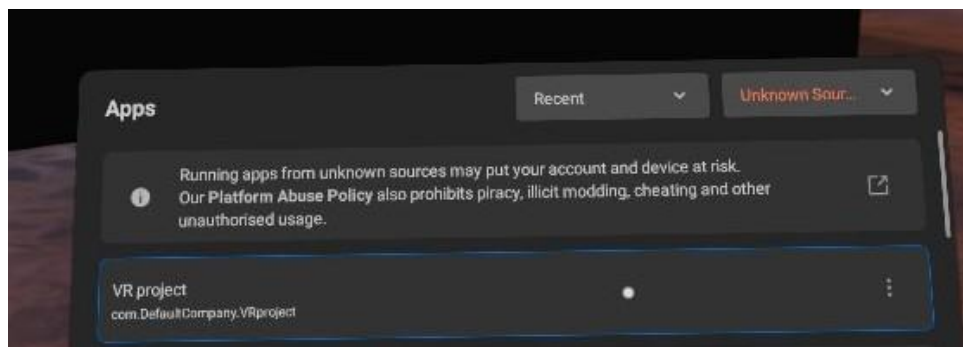 Apps
Recent
Unknown Sour...
Running apps from unknown sources may put your account and device at risk.
Our Platform Abuse Policy also prohibits piracy, illicit modding, cheating and other
unauthorised usage.
VR project
com.DefaultCompany.VRproject